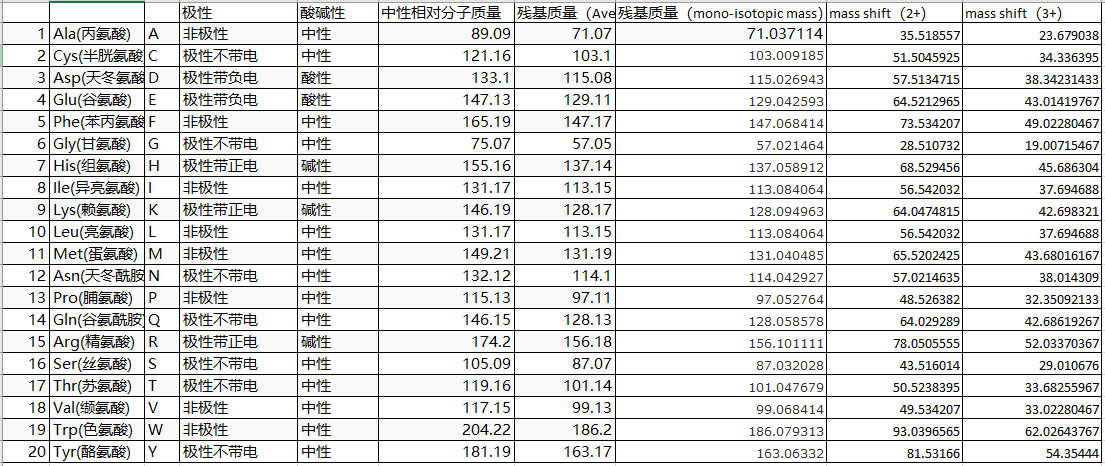 极性 酸碱性 中性相对分子质量 残基质量（Ave 残基质量（mono-isotopic mass） mass shift（2+） mass shift（3+）
1 Ala(丙氨酸) A 非极性 中性 89.09 71.07 71.037114 35.518557 23.679038
2 Cys(半胱氨酸 C 极性不带电 中性 121.16 103.1 103.009185 51.5045925 34.336395
3 Asp(天冬氨酸 D 极性带负电 酸性 133.1 115.08 115.026943 57.5134715 38.34231433
4 Glu(谷氨酸) E 极性带负电 酸性 147.13 129.11 129.042593 64.5212965 43.01419767
5 Phe(苯丙氨酸 F 非极性 中性 165.19 147.17 147.068414 73.534207 49.02280467
6 Gly(甘氨酸) G 极性不带电 中性 75.07 57.05 57.021464 28.510732 19.00715467
7 His(组氨酸) H 极性带正电 碱性 155.16 137.14 137.058912 68.529456 45.686304
8 Ile(异亮氨酸) I 非极性 中性 131.17 113.15 113.084064 56.542032 37.694688
9 Lys(赖氨酸) K 极性带正电 碱性 146.19 128.17 128.094963 64.0474815 42.698321
10 Leu(亮氨酸) L 非极性 中性 131.17 113.15 113.084064 56.542032 37.694688
11 Met(蛋氨酸) M 非极性 中性 149.21 131.19 131.040485 65.5202425 43.68016167
12 Asn(天冬酰胺 N 极性不带电 中性 132.12 114.1 114.042927 57.0214635 38.014309
13 Pro(脯氨酸) P 非极性 中性 115.13 97.11 97.052764 48.526382 32.35092133
14 Gln(谷氨酰胺) Q 极性不带电 中性 146.15 128.13 128.058578 64.029289 42.68619267
15 Arg(精氨酸) R 极性带正电 碱性 174.2 156.18 156.101111 78.0505555 52.03370367
16 Ser(丝氨酸) S 极性不带电 中性 105.09 87.07 87.032028 43.516014 29.010676
17 Thr(苏氨酸) T 极性不带电 中性 119.16 101.14 101.047679 50.5238395 33.68255967
18 Val(缬氨酸) V 非极性 中性 117.15 99.13 99.068414 49.534207 33.02280467
19 Trp(色氨酸) W 非极性 中性 204.22 186.2 186.079313 93.0396565 62.02643767
20 Tyr(酪氨酸) Y 极性不带电 中性 181.19 163.17 163.06332 81.53166 54.35444